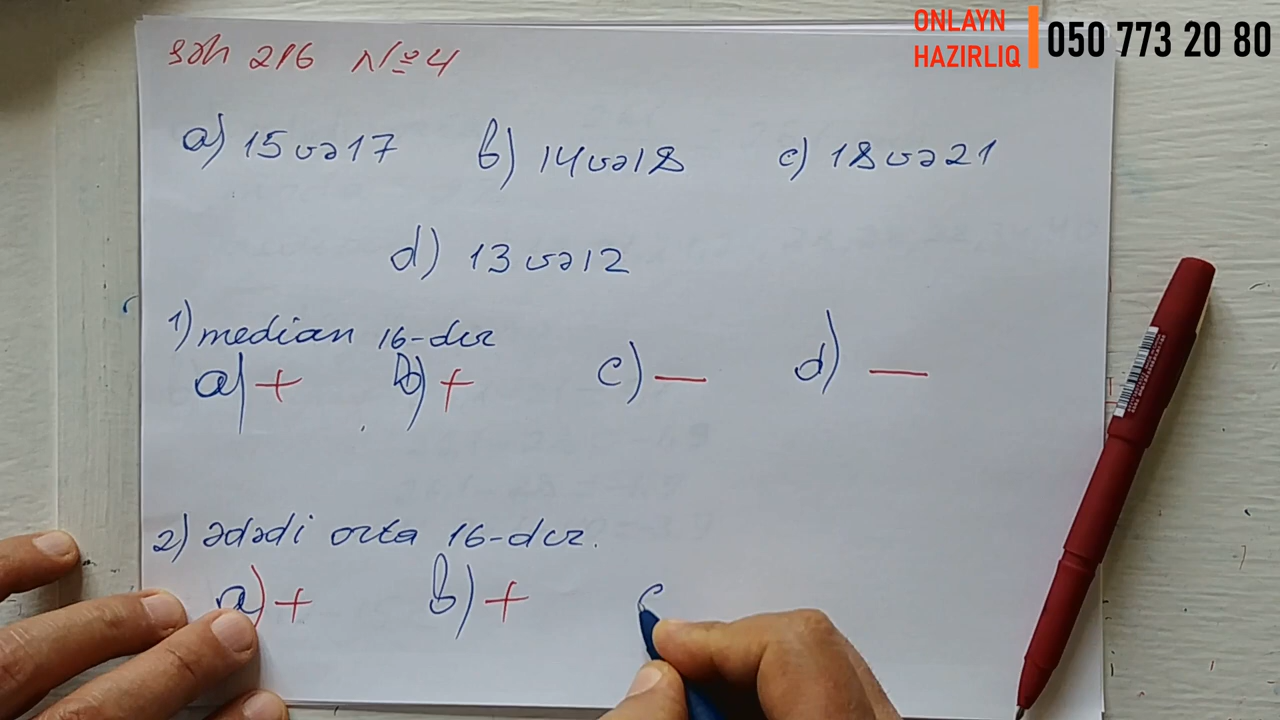 ONLAYN
HAZIRLIQ
050 773 20 80
səh 216 №4
a) 15 və 17 b) 14 və 18 c) 18 və 21
d) 13 və 12
1) median 16-dır
a) + b) + c) — d) —
2) ədədi orta 16-dır.
a) + b) + c